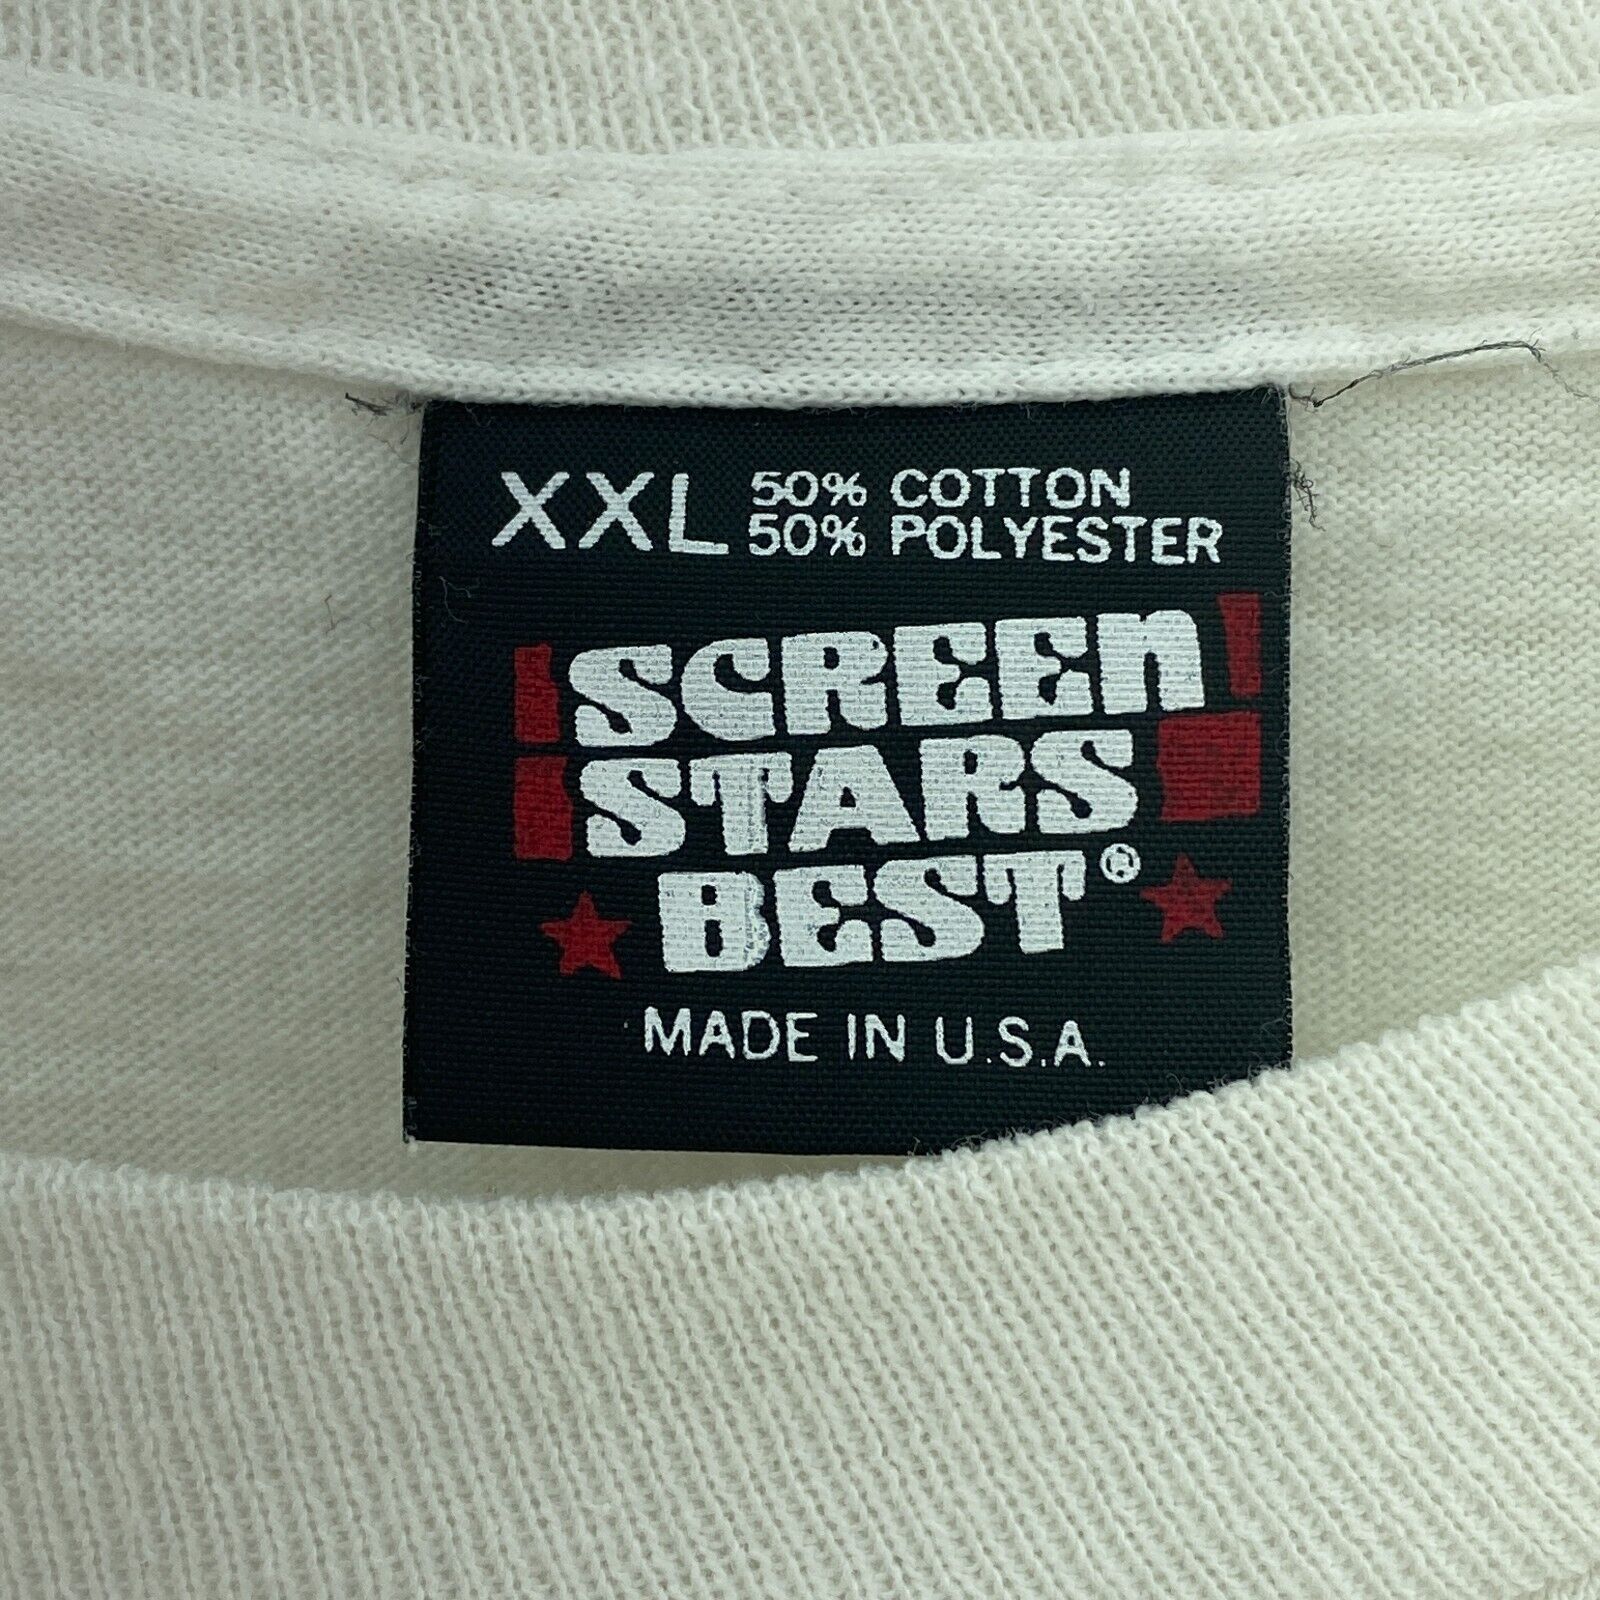 XXL 50% COTTON
50% POLYESTER
SCREEN
STARS
BEST®
MADE IN U.S.A.